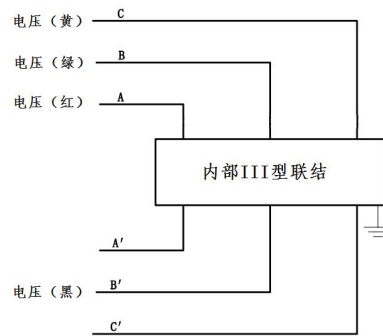 电压（黄） C
电压（绿） B
电压（红） A
内部III型联结
A′
电压（黑） B′
C′